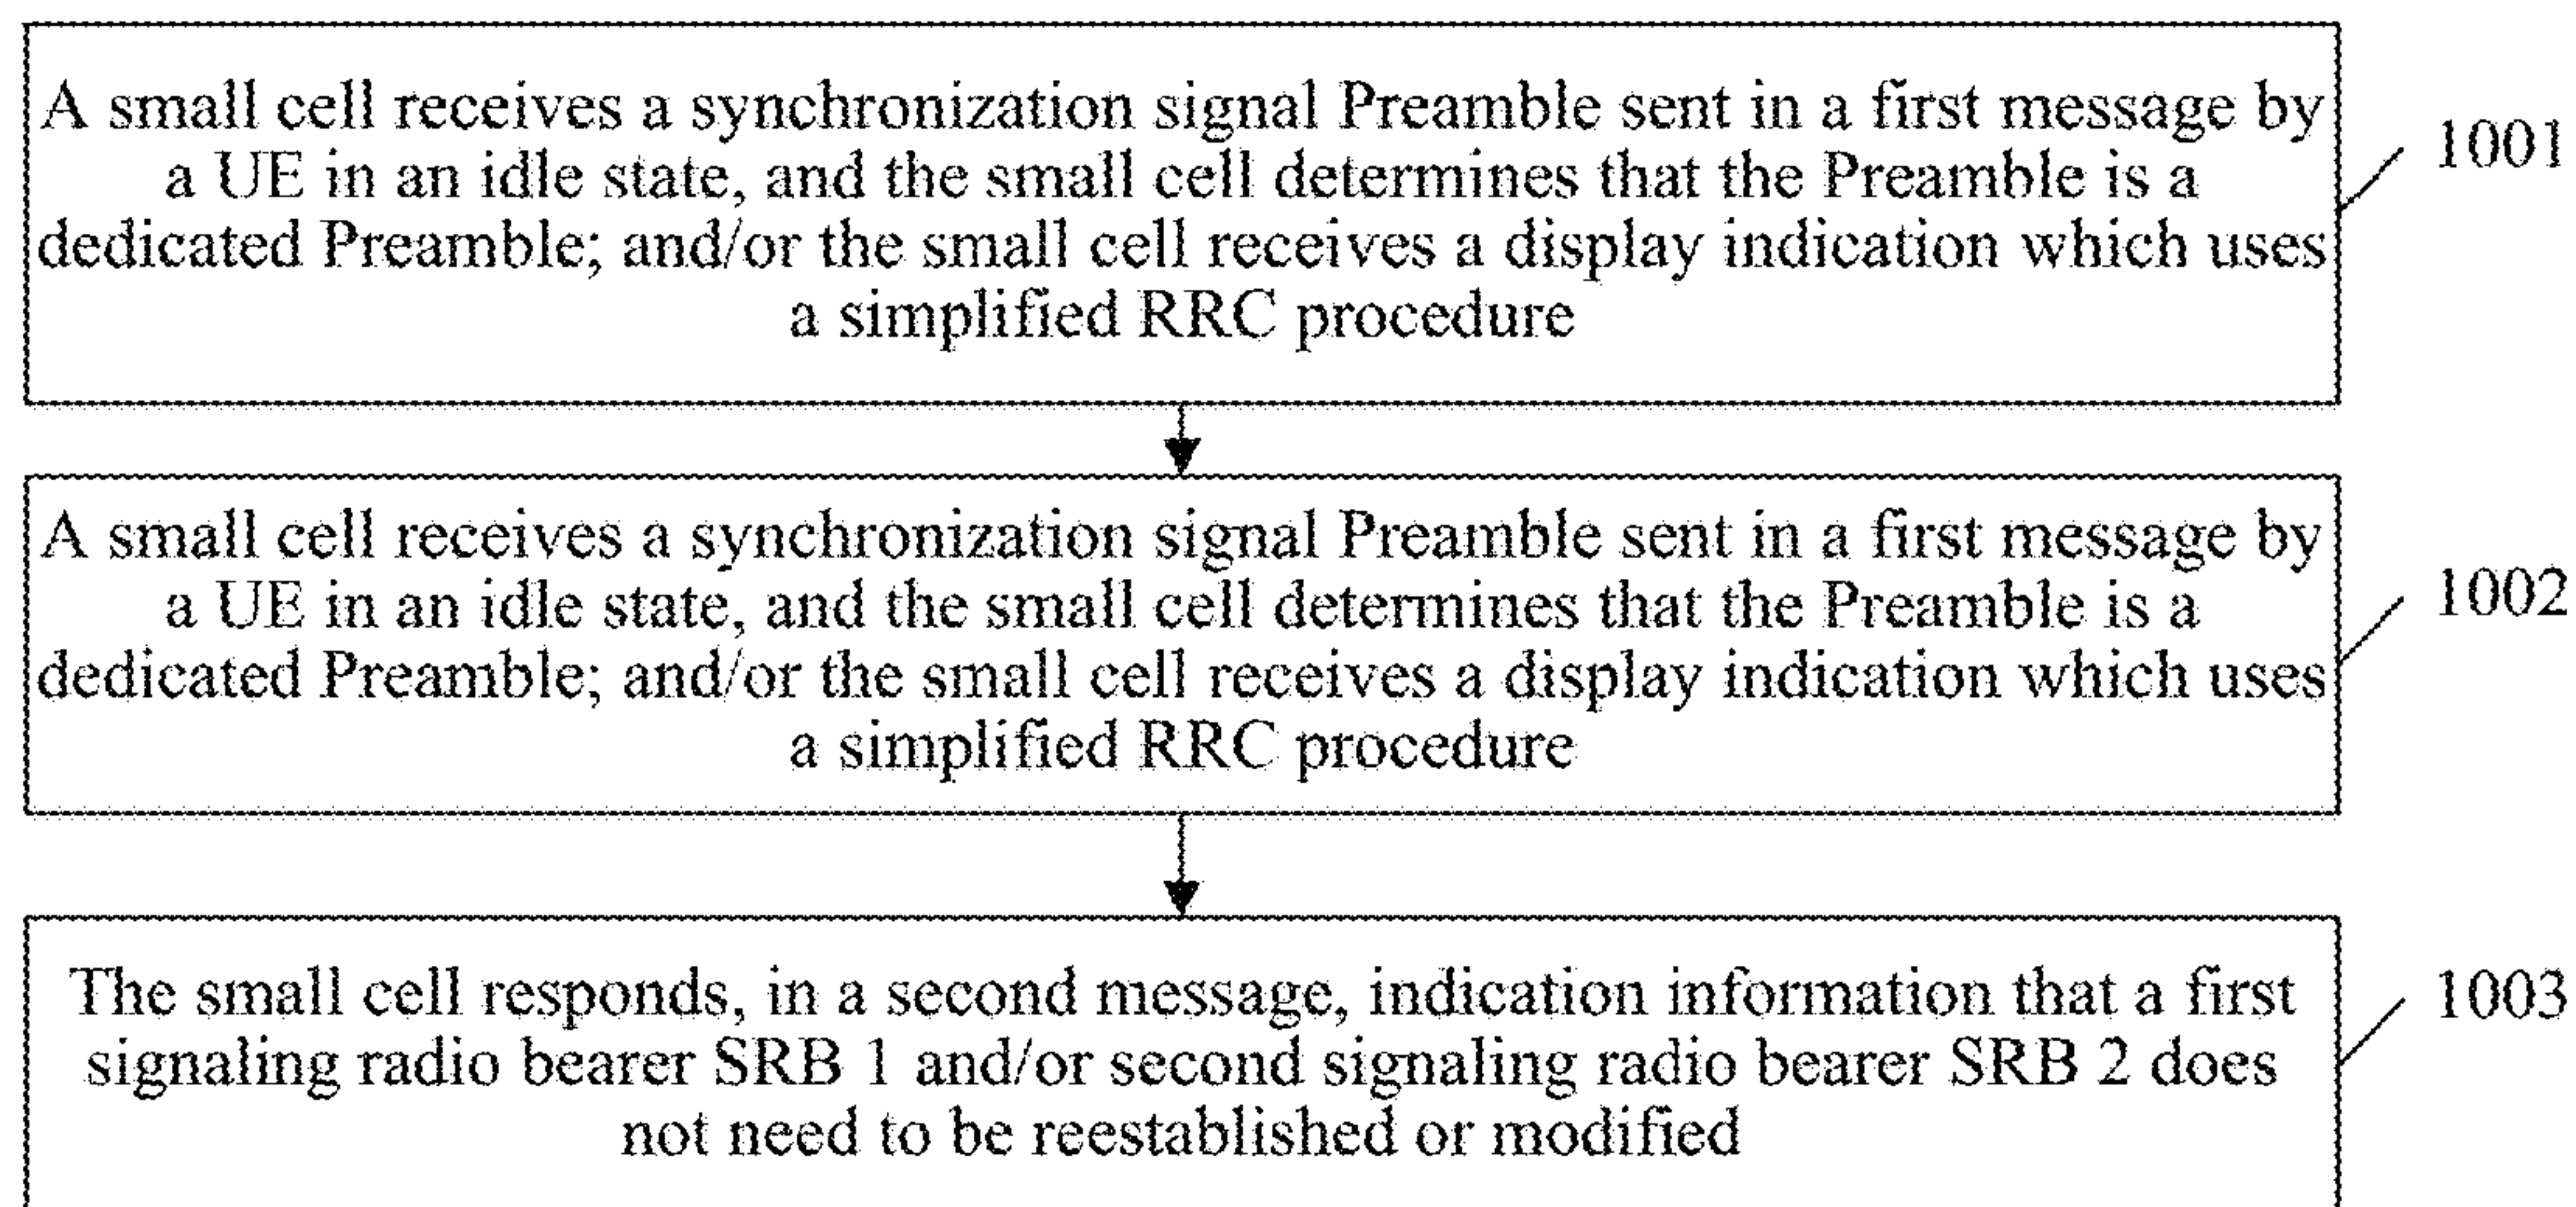 A small cell receives a synchronization signal Preamble sent in a first message by
a UE in an idle state, and the small cell determines that the Preamble is a
dedicated Preamble; and/or the small cell receives a display indication which uses
a simplified RRC procedure
1001
A small cell receives a synchronization signal Preamble sent in a first message by
a UE in an idle state, and the small cell determines that the Preamble is a
dedicated Preamble; and/or the small cell receives a display indication which uses
a simplified RRC procedure
1002
The small cell responds, in a second message, indication information that a first
signaling radio bearer SRB 1 and/or second signaling radio bearer SRB 2 does
not need to be reestablished or modified
1003